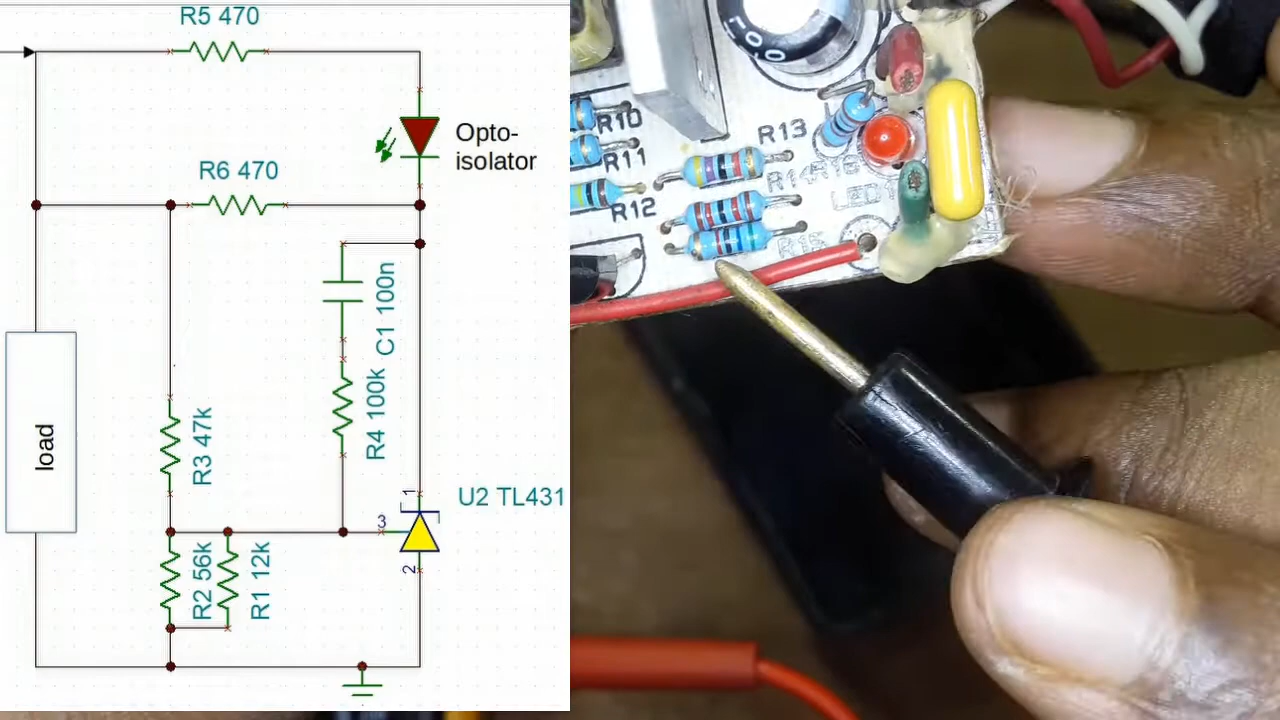 R5 470
Opto-
isolator
R6 470
C1 100n
R4 100k
R3 47k
load
1
U2 TL431
3
2
R2 56k
R1 12k
R10
R11
R12
R13
R14
R16
LED1
R15